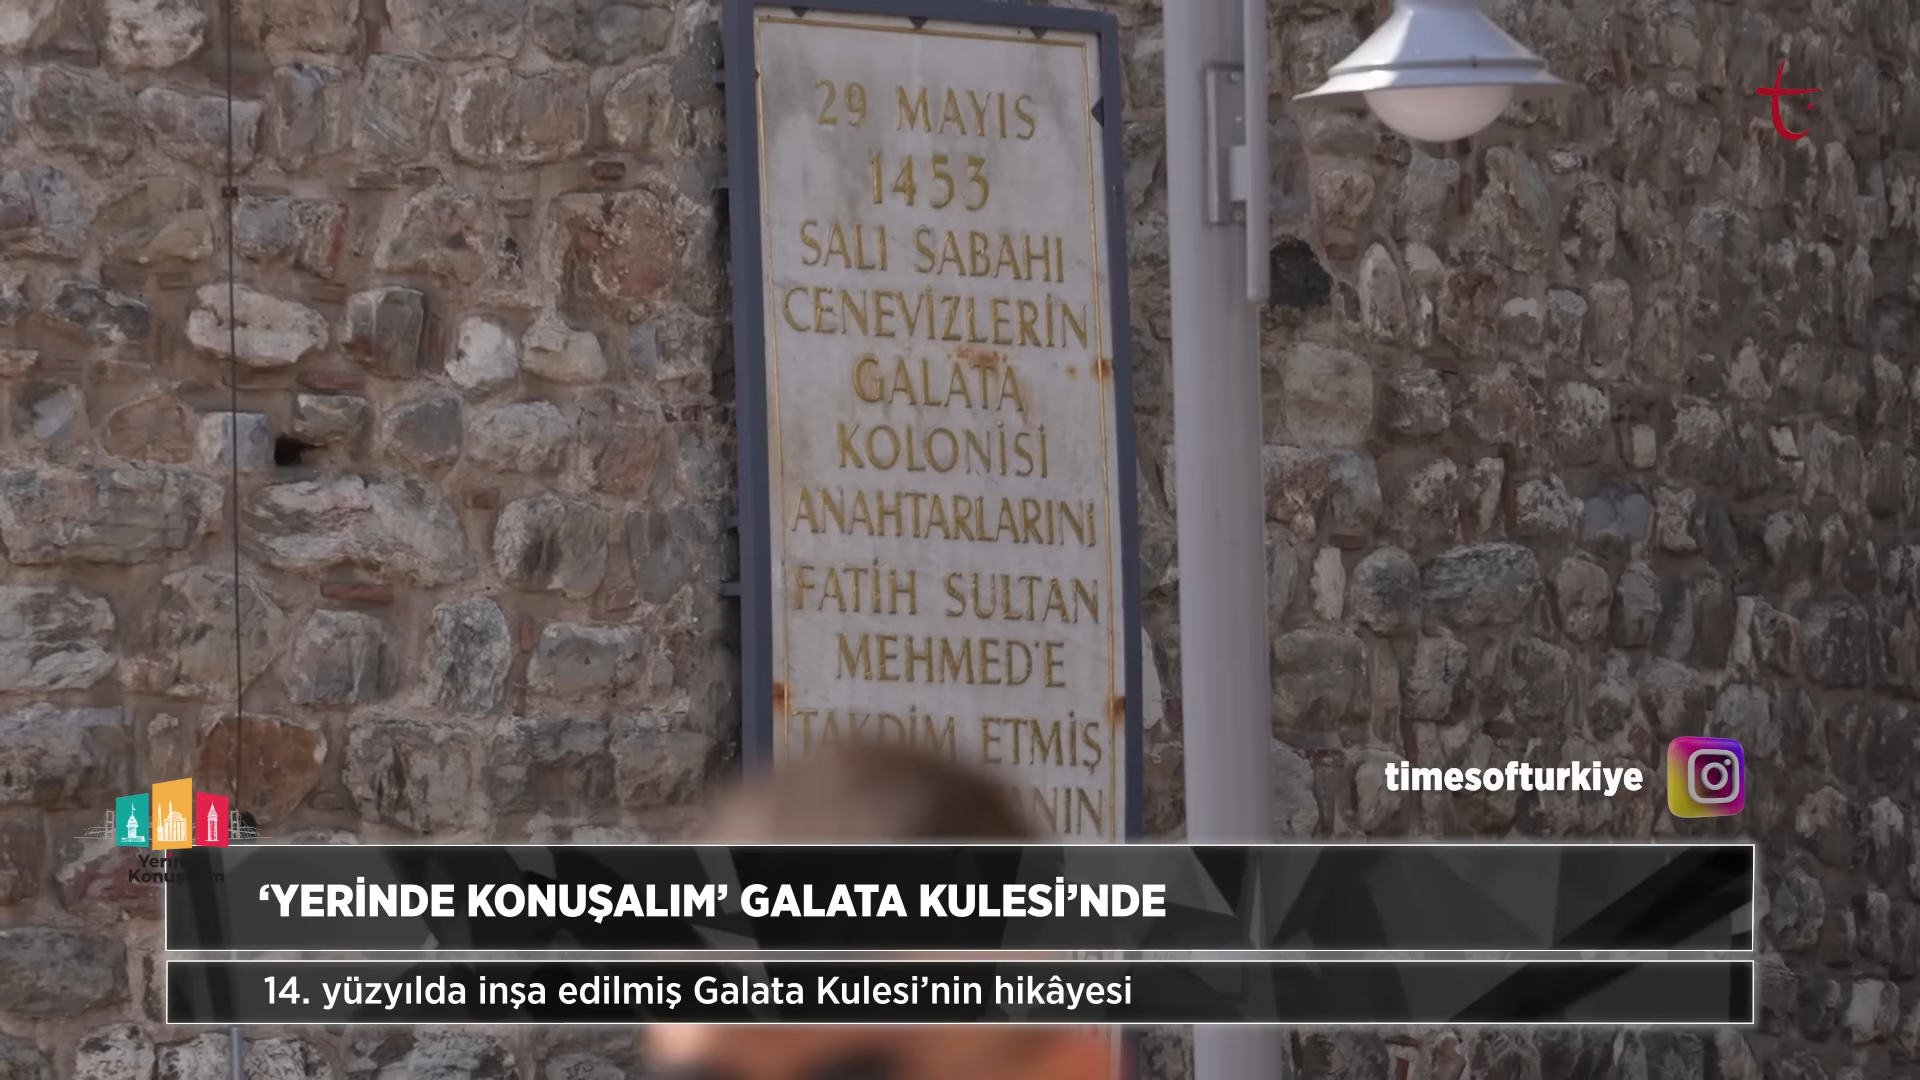 29 MAYIS
1453
SALI SABAHI
CENEVİZLERİN
GALATA
KOLONİSİ
ANAHTARLARINI
FATİH SULTAN
MEHMED'E
TAKDİM ETMİŞ
timesofturkiye
‘YERİNDE KONUŞALIM’ GALATA KULESİ’NDE
14. yüzyılda inşa edilmiş Galata Kulesi’nin hikâyesi